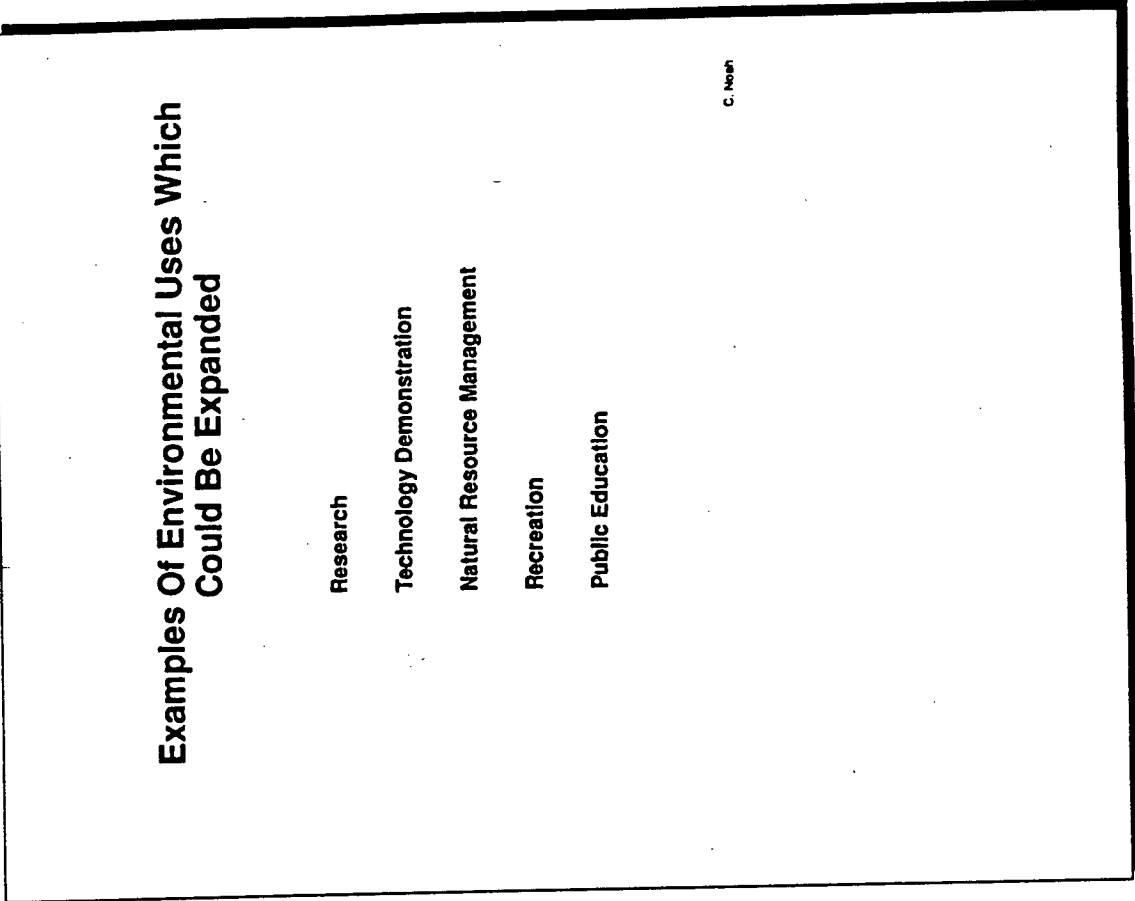 Examples Of Environmental Uses Which
Could Be Expanded
Research
Technology Demonstration
Natural Resource Management
Recreation
Public Education
C. Noah